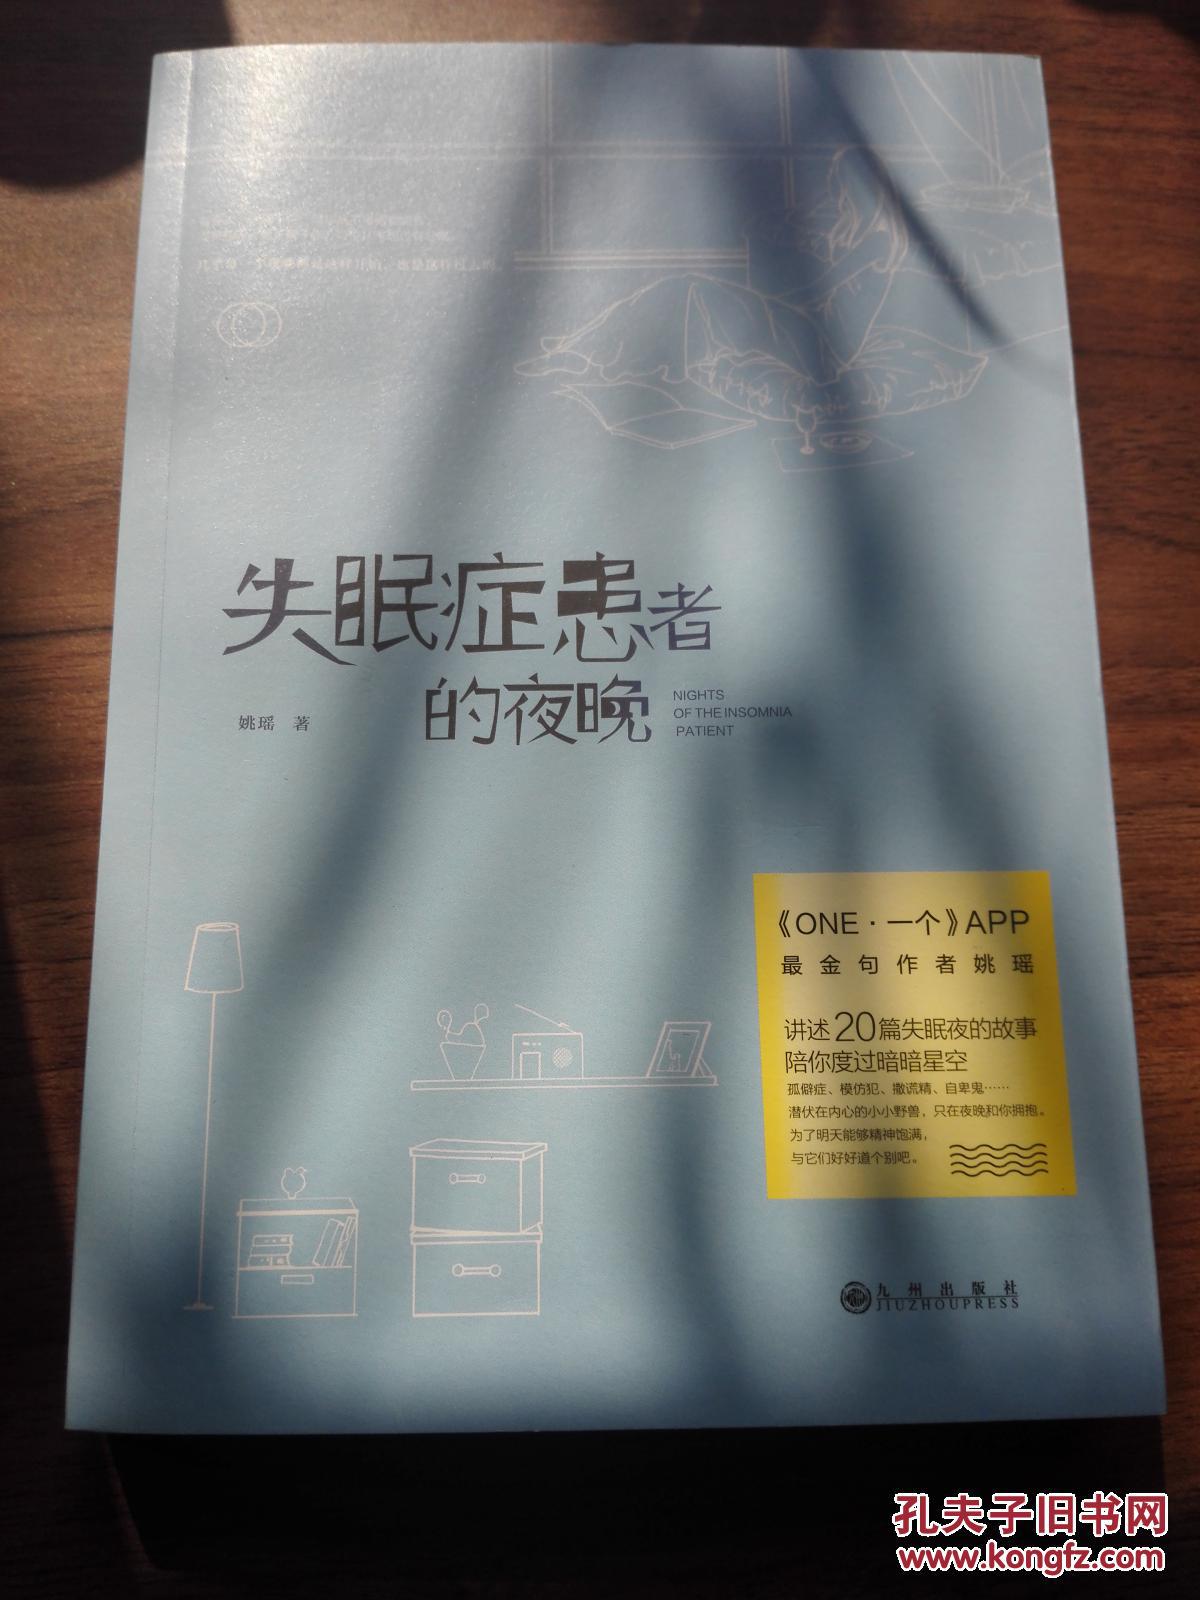 失眠症患者
的夜晚
NIGHTS
OF THE INSOMNIA
PATIENT
姚瑶 著
《ONE·一个》APP
最金句作者姚瑶
讲述20篇失眠夜的故事
陪你度过暗暗星空
孤僻症、模仿犯、撒谎精、自卑鬼……
潜伏在内心的小小野兽，只在夜晚和你拥抱。
为了明天能够精神饱满，
与它们好好道个别吧。
九州出版社
JIUZHOUPRESS
孔夫子旧书网
www.kongfz.com